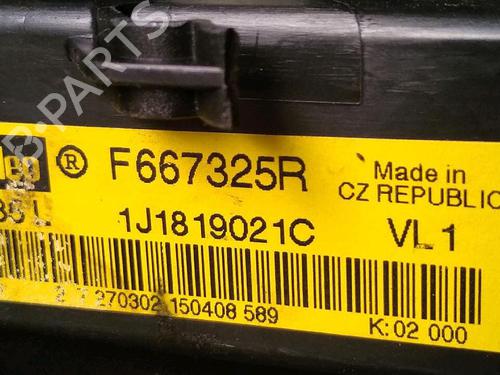 B-PARTS
® F667325R
Made in
CZ REPUBLIC
1J1819021C VL1
270302 150408 589
K: 02 000